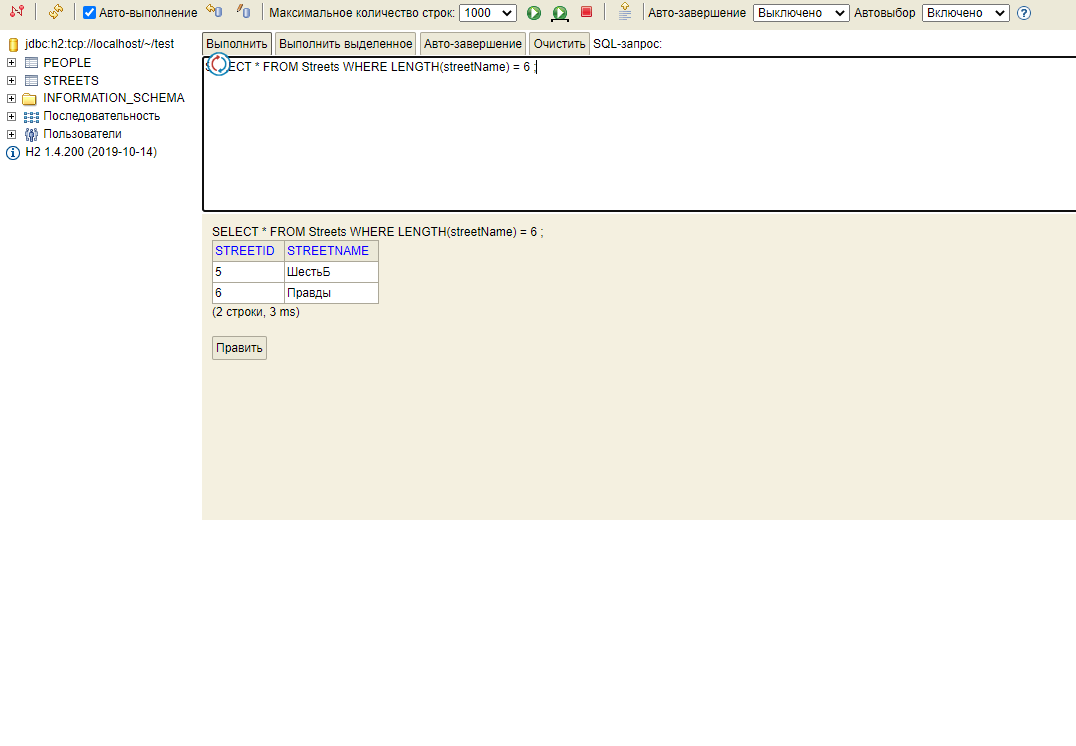 Авто-выполнение Максимальное количество строк: 1000 Авто-завершение Выключено Автовыбор Включено
jdbc:h2:tcp://localhost/~/test
PEOPLE
STREETS
INFORMATION_SCHEMA
Последовательность
Пользователи
H2 1.4.200 (2019-10-14)
Выполнить Выполнить выделенное Авто-завершение Очистить SQL-запрос:
SELECT * FROM Streets WHERE LENGTH(streetName) = 6 ;
SELECT * FROM Streets WHERE LENGTH(streetName) = 6 ;
STREETID STREETNAME
5 ШестьБ
6 Правды
(2 строки, 3 ms)
Править